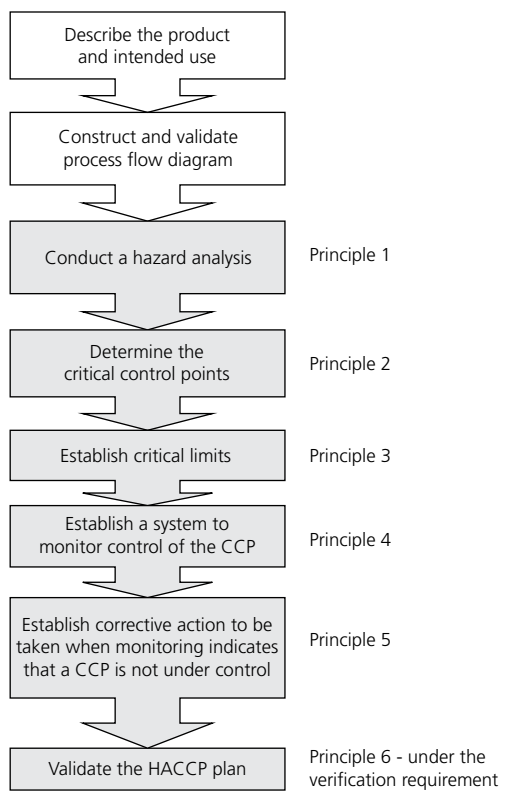 Describe the product
and intended use
Construct and validate
process flow diagram
Conduct a hazard analysis
Principle 1
Determine the
critical control points
Principle 2
Establish critical limits
Principle 3
Establish a system to
monitor control of the CCP
Principle 4
Establish corrective action to be
taken when monitoring indicates
that a CCP is not under control
Principle 5
Validate the HACCP plan
Principle 6 - under the
verification requirement